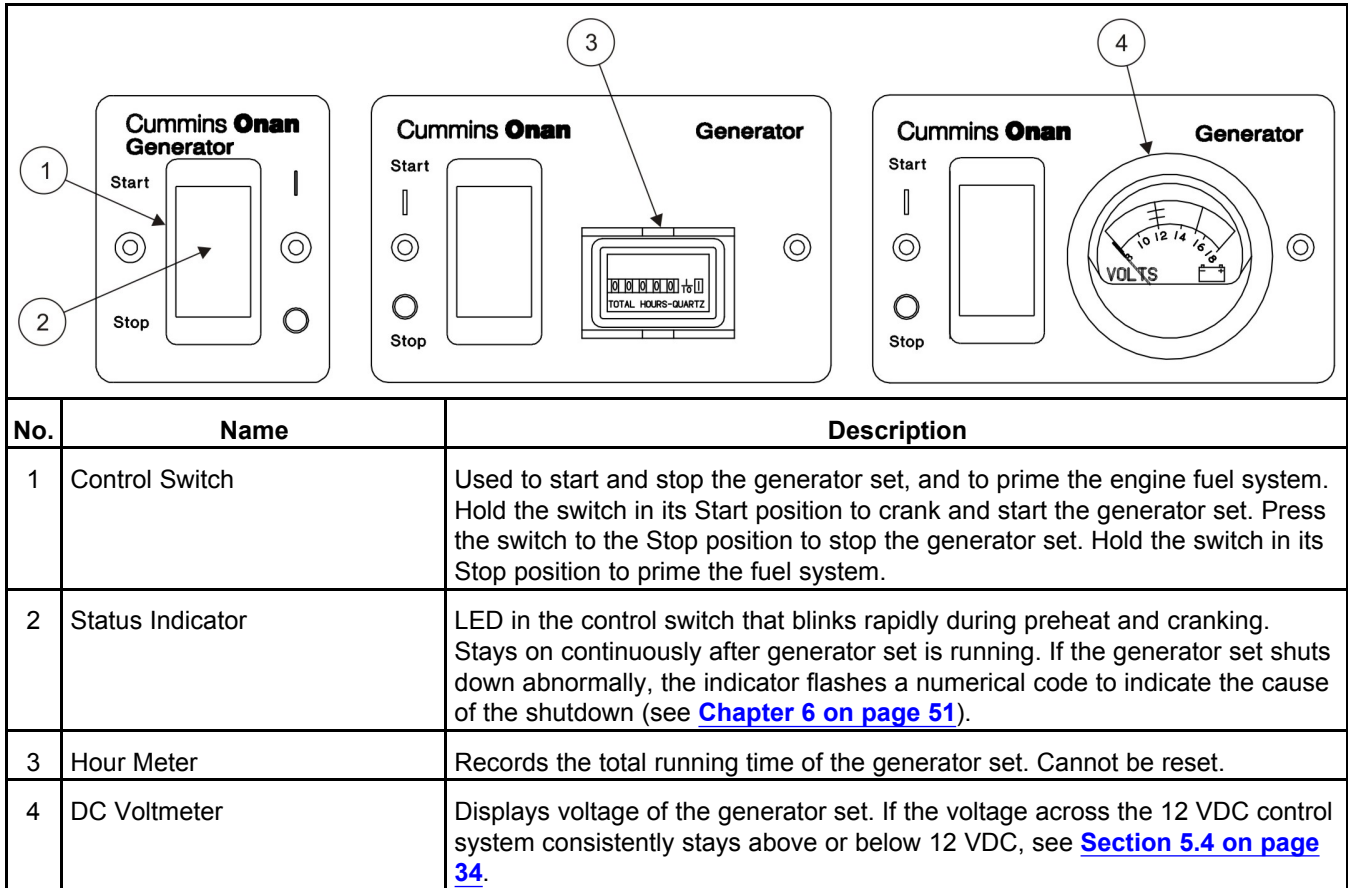 3
4
Cummins Onan
Generator
1
Start
2
Stop
Cummins Onan Generator
Start
00000 1/10 1
TOTAL HOURS-QUARTZ
Stop
Cummins Onan Generator
Start
8 10 12 14 16 18
VOLTS
Stop
No. Name Description
1 Control Switch Used to start and stop the generator set, and to prime the engine fuel system.
Hold the switch in its Start position to crank and start the generator set. Press
the switch to the Stop position to stop the generator set. Hold the switch in its
Stop position to prime the fuel system.
2 Status Indicator LED in the control switch that blinks rapidly during preheat and cranking.
Stays on continuously after generator set is running. If the generator set shuts
down abnormally, the indicator flashes a numerical code to indicate the cause
of the shutdown (see Chapter 6 on page 51).
3 Hour Meter Records the total running time of the generator set. Cannot be reset.
4 DC Voltmeter Displays voltage of the generator set. If the voltage across the 12 VDC control
system consistently stays above or below 12 VDC, see Section 5.4 on page
34.